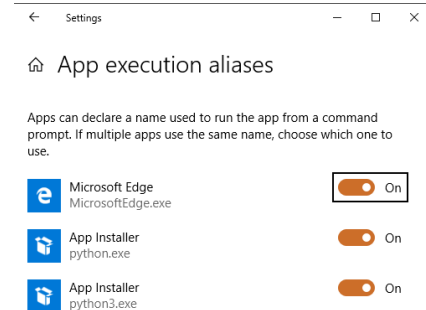 Settings
App execution aliases
Apps can declare a name used to run the app from a command
prompt. If multiple apps use the same name, choose which one to
use.
Microsoft Edge
On
MicrosoftEdge.exe
App Installer
On
python.exe
App Installer
On
python3.exe